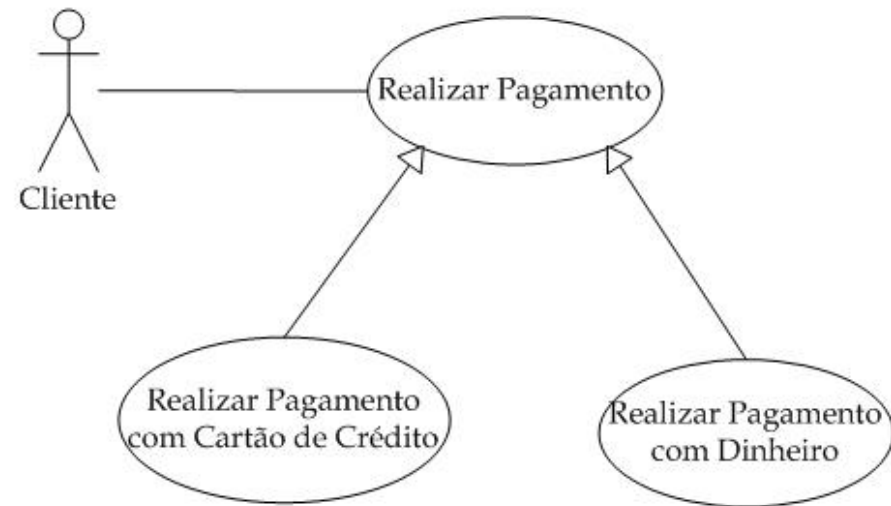 Realizar Pagamento
Cliente
Realizar Pagamento
com Cartão de Crédito
Realizar Pagamento
com Dinheiro